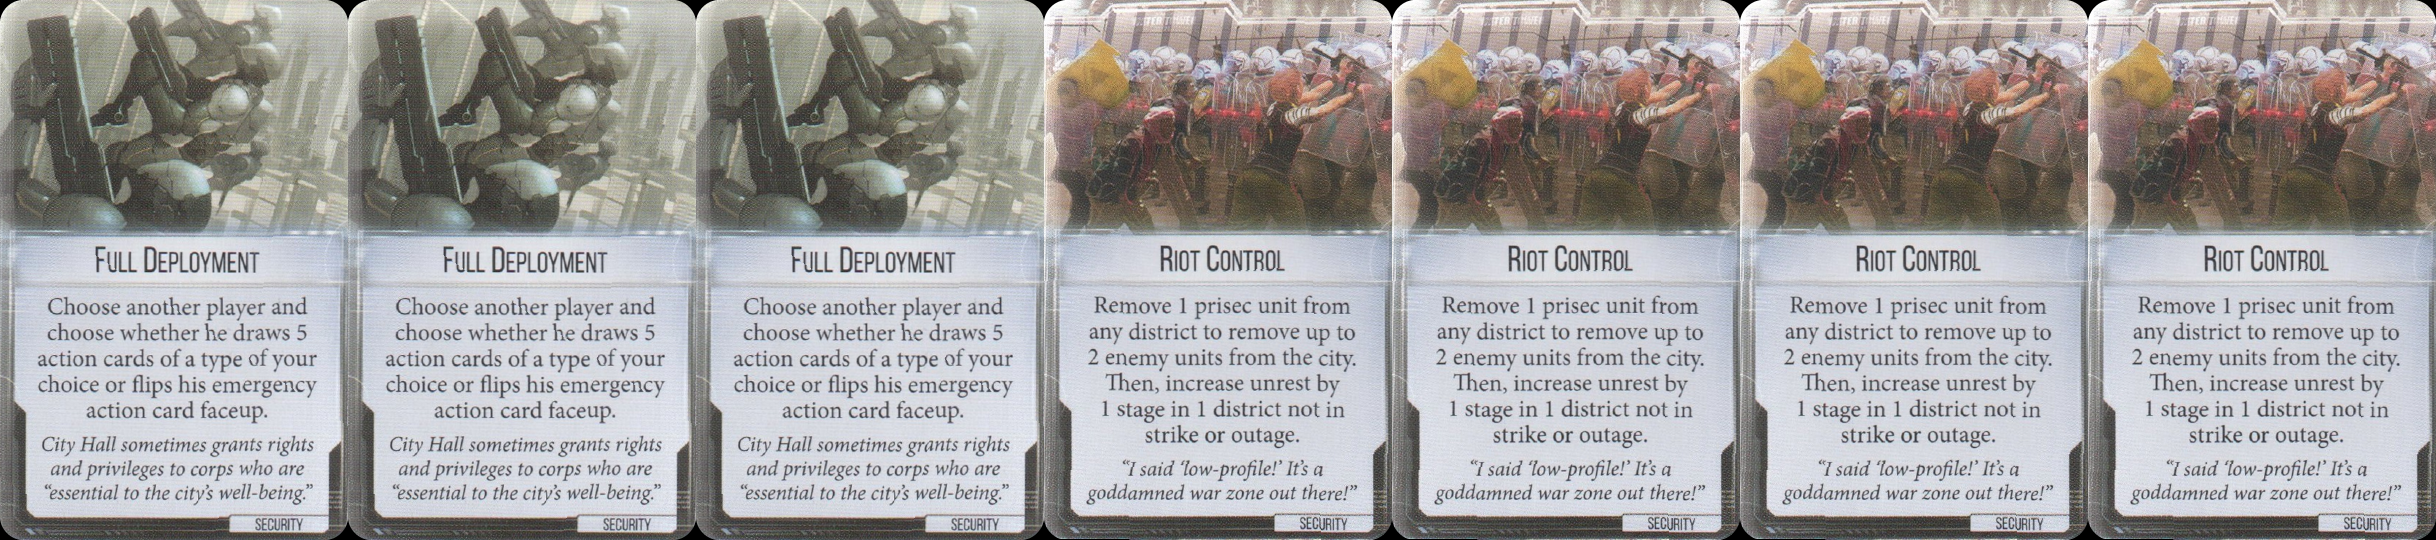 Full Deployment
Choose another player and
choose whether he draws 5
action cards of a type of your
choice or flips his emergency
action card faceup.
City Hall sometimes grants rights
and privileges to corps who are
“essential to the city’s well-being.”
SECURITY
Full Deployment
Choose another player and
choose whether he draws 5
action cards of a type of your
choice or flips his emergency
action card faceup.
City Hall sometimes grants rights
and privileges to corps who are
“essential to the city’s well-being.”
SECURITY
Full Deployment
Choose another player and
choose whether he draws 5
action cards of a type of your
choice or flips his emergency
action card faceup.
City Hall sometimes grants rights
and privileges to corps who are
“essential to the city’s well-being.”
SECURITY
Riot Control
Remove 1 prisec unit from
any district to remove up to
2 enemy units from the city.
Then, increase unrest by
1 stage in 1 district not in
strike or outage.
“I said ‘low-profile!’ It’s a
goddamned war zone out there!”
SECURITY
Riot Control
Remove 1 prisec unit from
any district to remove up to
2 enemy units from the city.
Then, increase unrest by
1 stage in 1 district not in
strike or outage.
“I said ‘low-profile!’ It’s a
goddamned war zone out there!”
SECURITY
Riot Control
Remove 1 prisec unit from
any district to remove up to
2 enemy units from the city.
Then, increase unrest by
1 stage in 1 district not in
strike or outage.
“I said ‘low-profile!’ It’s a
goddamned war zone out there!”
SECURITY
Riot Control
Remove 1 prisec unit from
any district to remove up to
2 enemy units from the city.
Then, increase unrest by
1 stage in 1 district not in
strike or outage.
“I said ‘low-profile!’ It’s a
goddamned war zone out there!”
SECURITY